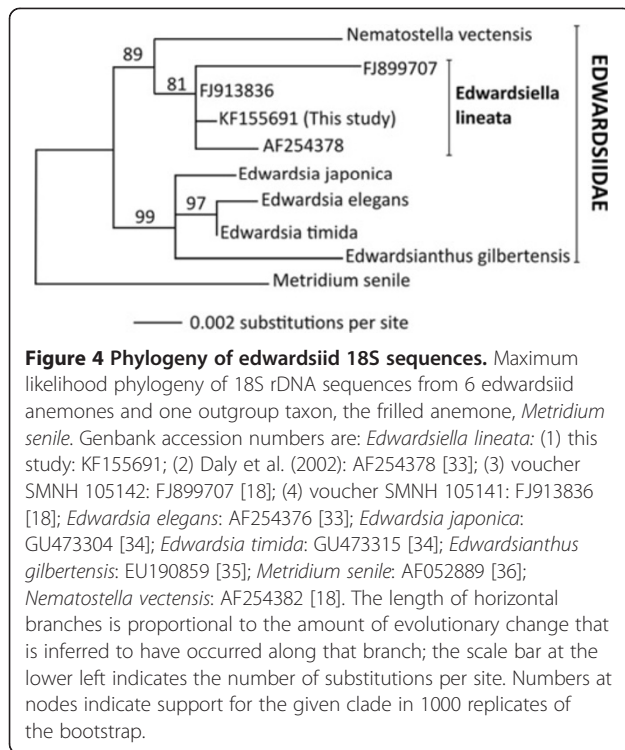 Nematostella vectensis
89
FJ899707
81
FJ913836
Edwardsiella
lineata
KF155691 (This study)
AF254378
EDWARDSIIDAE
Edwardsia japonica
97
Edwardsia elegans
99
Edwardsia timida
Edwardsianthus gilbertensis
Metridium senile
0.002 substitutions per site
Figure 4 Phylogeny of edwardsiid 18S sequences. Maximum
likelihood phylogeny of 18S rDNA sequences from 6 edwardsiid
anemones and one outgroup taxon, the frilled anemone, Metridium
senile. Genbank accession numbers are: Edwardsiella lineata: (1) this
study: KF155691; (2) Daly et al. (2002): AF254378 [33]; (3) voucher
SMNH 105142: FJ899707 [18]; (4) voucher SMNH 105141: FJ913836
[18]; Edwardsia elegans: AF254376 [33]; Edwardsia japonica:
GU473304 [34]; Edwardsia timida: GU473315 [34]; Edwardsianthus
gilbertensis: EU190859 [35]; Metridium senile: AF052889 [36];
Nematostella vectensis: AF254382 [18]. The length of horizontal
branches is proportional to the amount of evolutionary change that
is inferred to have occurred along that branch; the scale bar at the
lower left indicates the number of substitutions per site. Numbers at
nodes indicate support for the given clade in 1000 replicates of
the bootstrap.